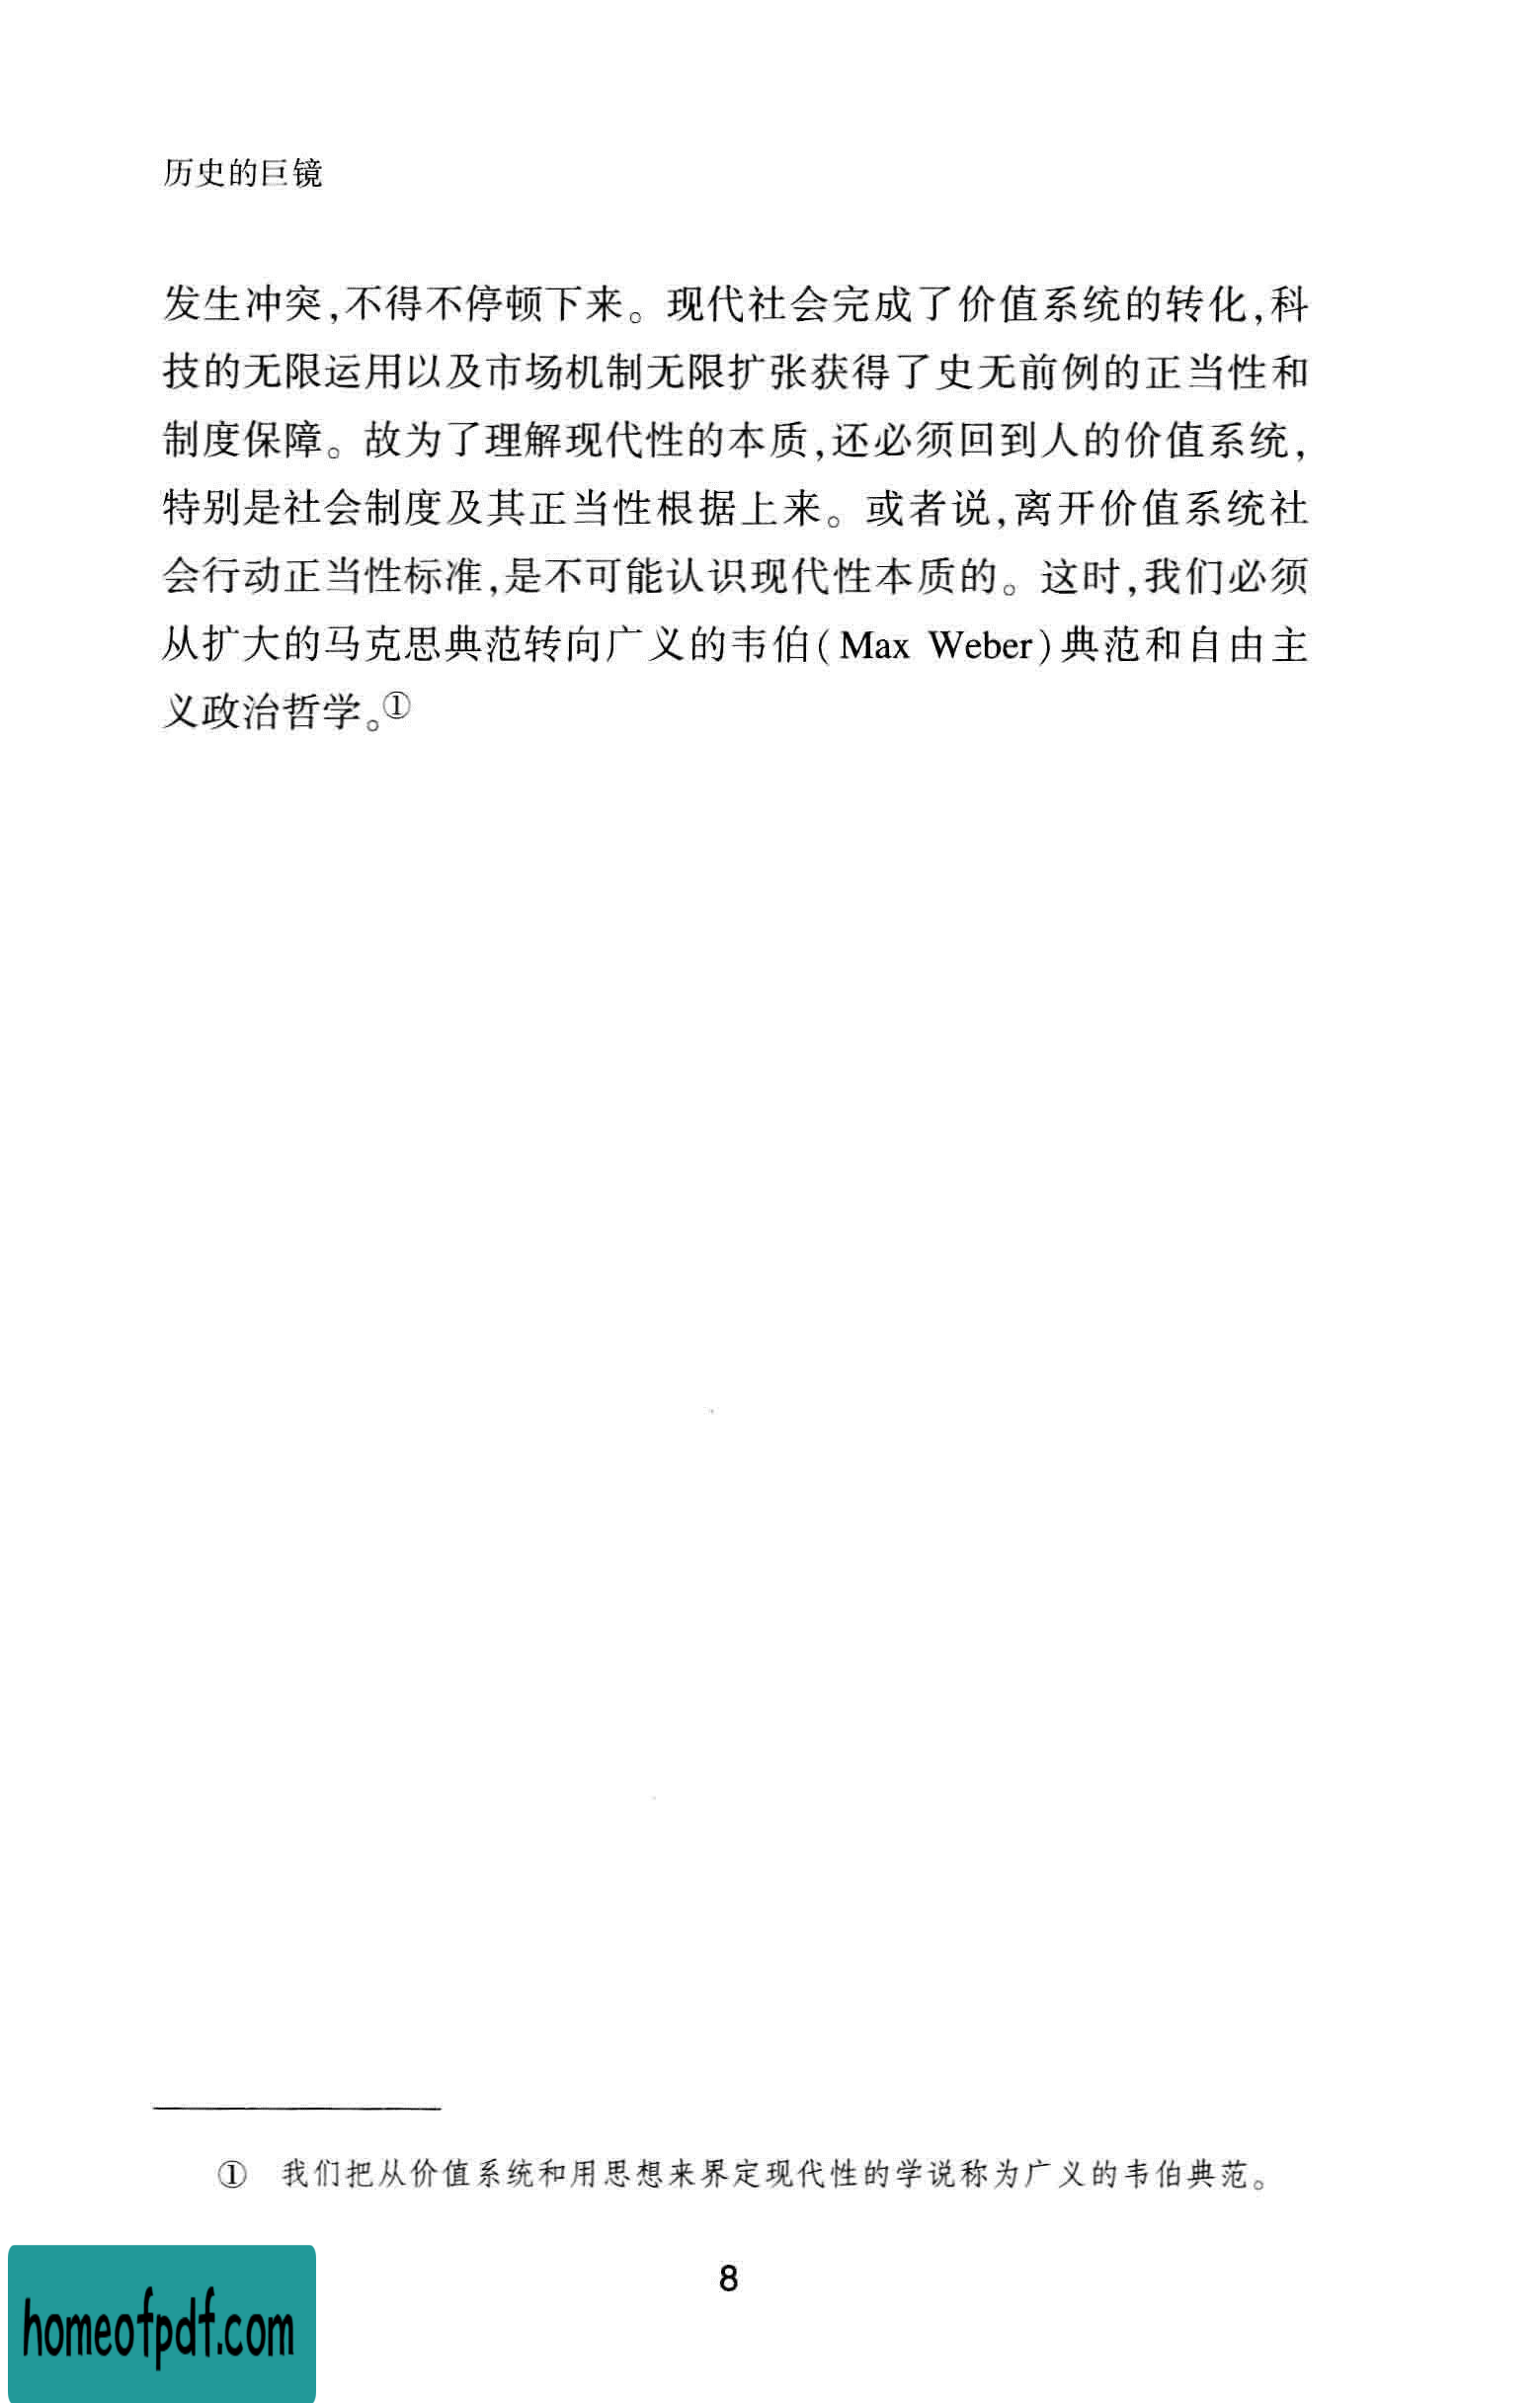 历史的巨镜
发生冲突,不得不停顿下来。现代社会完成了价值系统的转化,科
技的无限运用以及市场机制无限扩张获得了史无前例的正当性和
制度保障。故为了理解现代性的本质,还必须回到人的价值系统,
特别是社会制度及其正当性根据上来。或者说,离开价值系统社
会行动正当性标准,是不可能认识现代性本质的。这时,我们必须
从扩大的马克思典范转向广义的韦伯(Max Weber)典范和自由主
义政治哲学。①
① 我们把从价值系统和用思想来界定现代性的学说称为广义的韦伯典范。
8
homeofpdf.com